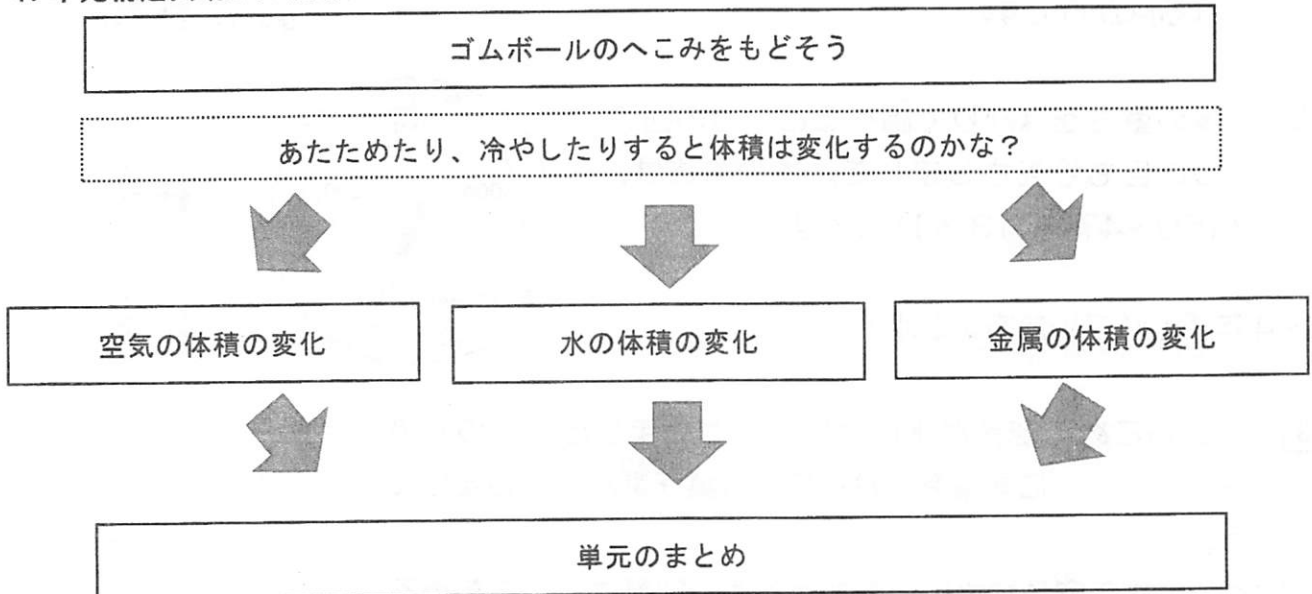 ゴムボールのへこみをもどそう
あたためたり、冷やしたりすると体積は変化するのかな？
空気の体積の変化
水の体積の変化
金属の体積の変化
単元のまとめ